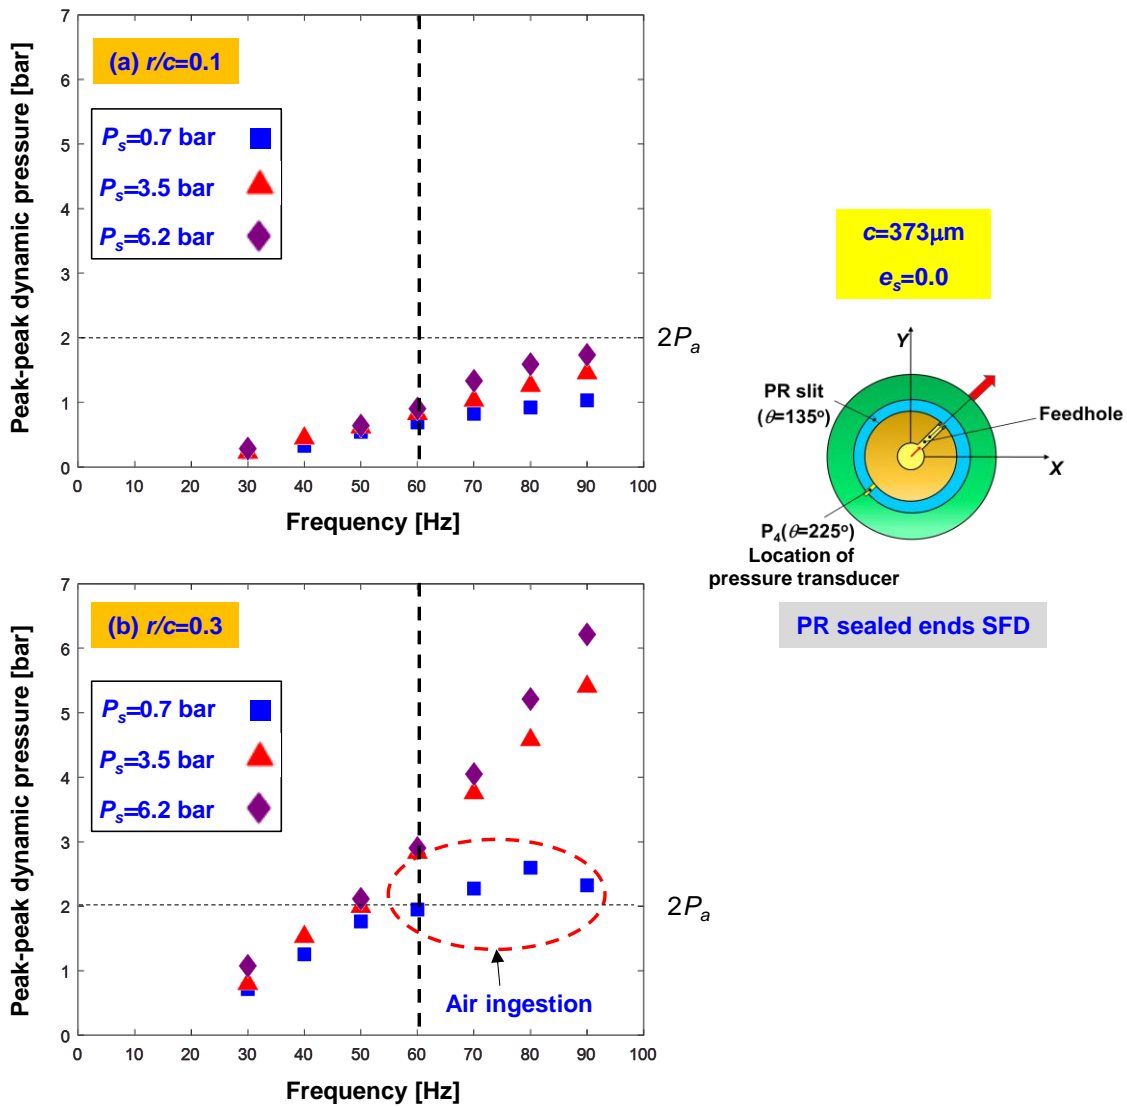 Peak-peak dynamic pressure [bar]
7
6
5
4
3
2
1
0
(a) r/c=0.1
Ps=0.7 bar
Ps=3.5 bar
Ps=6.2 bar
2Pa
0 10 20 30 40 50 60 70 80 90 100
Frequency [Hz]
c=373μm
es=0.0
Y
PR slit
(θ=135o)
Feedhole
X
P4(θ=225o)
Location of
pressure transducer
PR sealed ends SFD
Peak-peak dynamic pressure [bar]
7
6
5
4
3
2
1
0
(b) r/c=0.3
Ps=0.7 bar
Ps=3.5 bar
Ps=6.2 bar
2Pa
Air ingestion
0 10 20 30 40 50 60 70 80 90 100
Frequency [Hz]